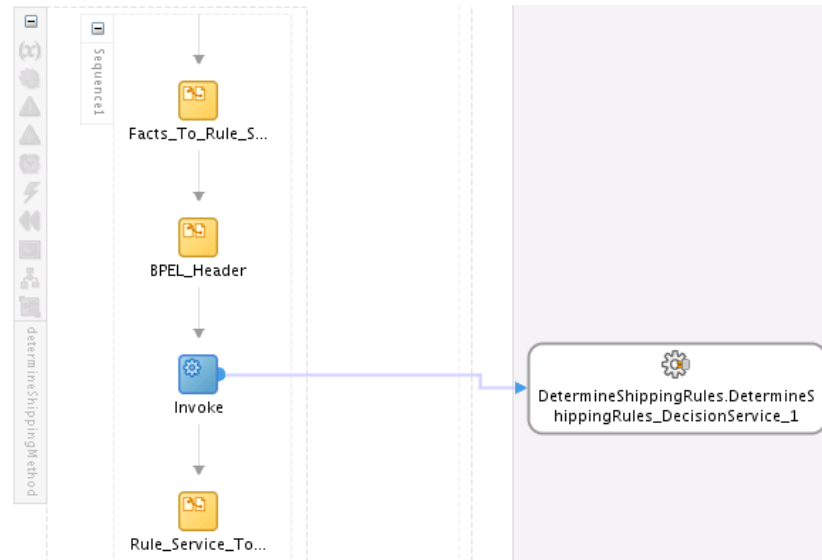 (x)
Sequence1
Facts_To_Rule_S...
BPEL_Header
Invoke
Rule_Service_To...
determineShippingMethod
DetermineShippingRules.DetermineS
hippingRules_DecisionService_1